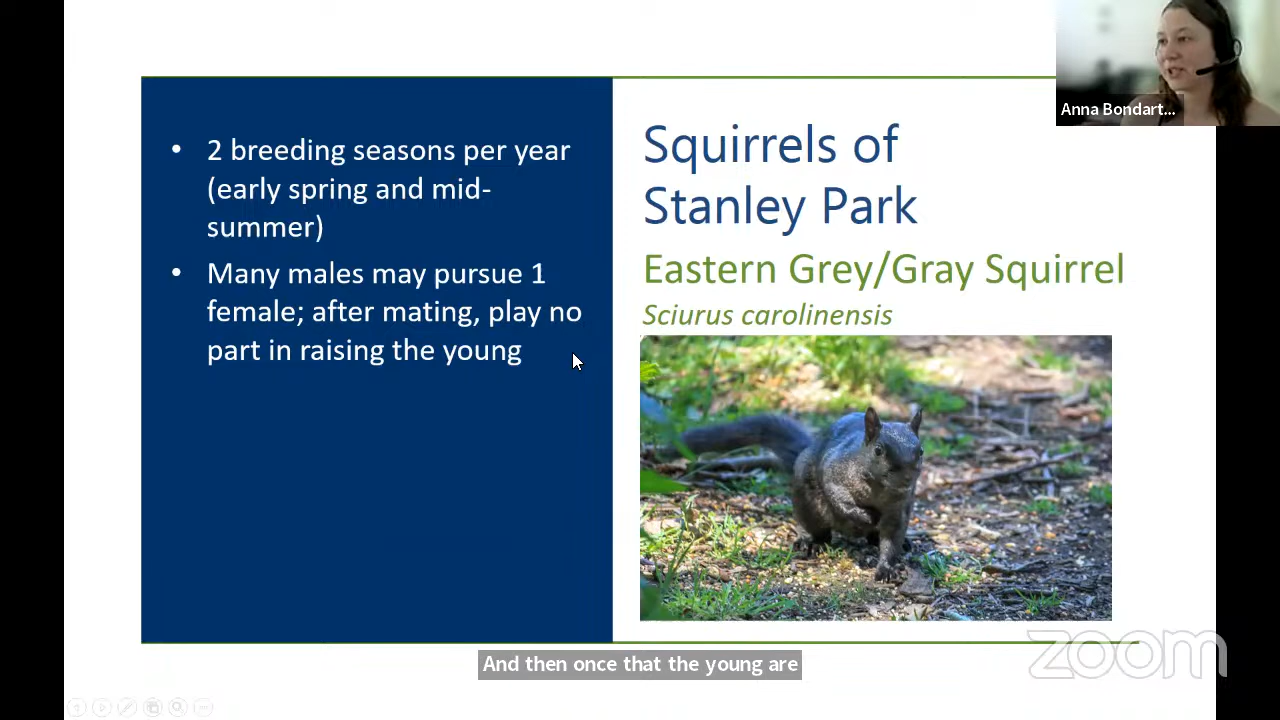 Anna Bondart...
• 2 breeding seasons per year
(early spring and mid-
summer)
• Many males may pursue 1
female; after mating, play no
part in raising the young
Squirrels of
Stanley Park
Eastern Grey/Gray Squirrel
Sciurus carolinensis
And then once that the young are
zoom